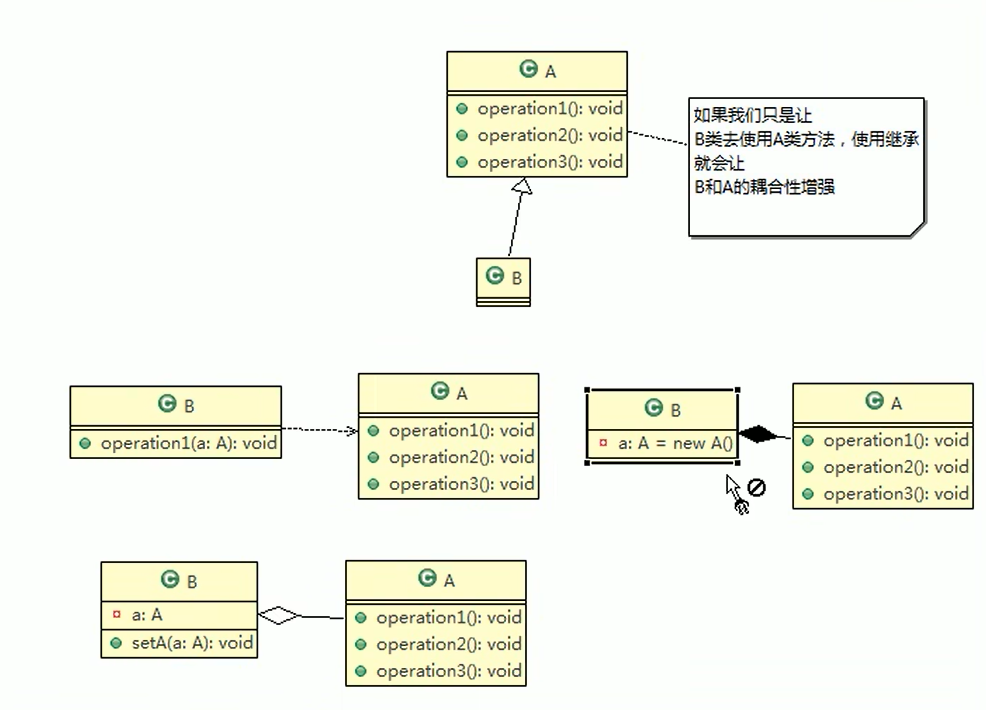 A
operation1(): void
operation2(): void
operation3(): void
如果我们只是让
B类去使用A类方法，使用继承
就会让
B和A的耦合性增强
B
B
operation1(a: A): void
A
operation1(): void
operation2(): void
operation3(): void
B
a: A = new A()
A
operation1(): void
operation2(): void
operation3(): void
B
a: A
setA(a: A): void
A
operation1(): void
operation2(): void
operation3(): void